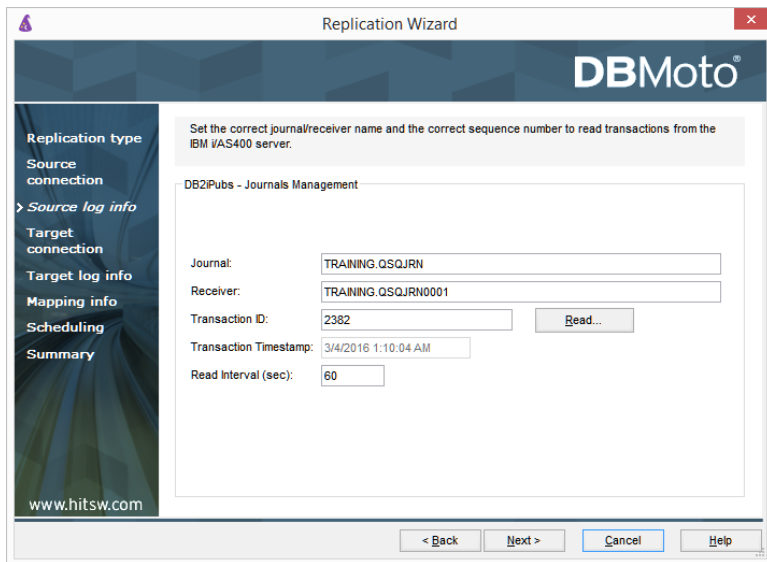 Replication Wizard
×
DBMoto®
Replication type
Source
connection
Source log info
Target
connection
Target log info
Mapping info
Scheduling
Summary
www.hitsw.com
Set the correct journal/receiver name and the correct sequence number to read transactions from the
IBM i/AS400 server.
DB2iPubs - Journals Management
Journal: TRAINING.QSQJRN
Receiver: TRAINING.QSQJRN0001
Transaction ID: 2382 Read...
Transaction Timestamp: 3/4/2016 1:10:04 AM
Read Interval (sec): 60
< Back Next > Cancel Help